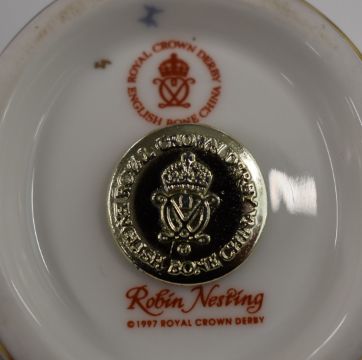 ROYAL CROWN DERBY
ENGLISH BONE CHINA
ROYAL CROWN DERBY
ENGLISH BONE CHINA
Robin Nesting
© 1997 ROYAL CROWN DERBY